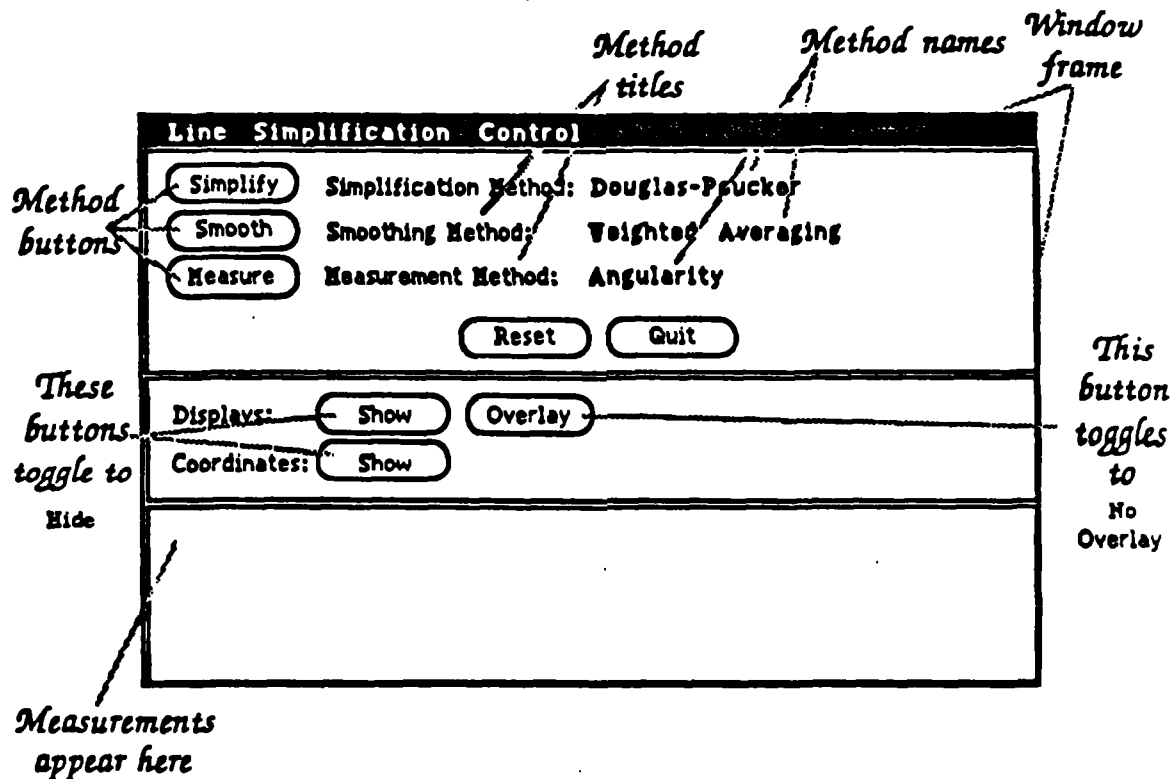 Method
titles
Method names
Window
frame
Line Simplification Control
Method
buttons
Simplify
Simplification Method: Douglas-Peucker
Smooth
Smoothing Method: Weighted Averaging
Measure
Measurement Method: Angularity
Reset
Quit
These
buttons
toggle to
Hide
Displays: Show Overlay
Coordinates: Show
This
button
toggles
to
No
Overlay
Measurements
appear here